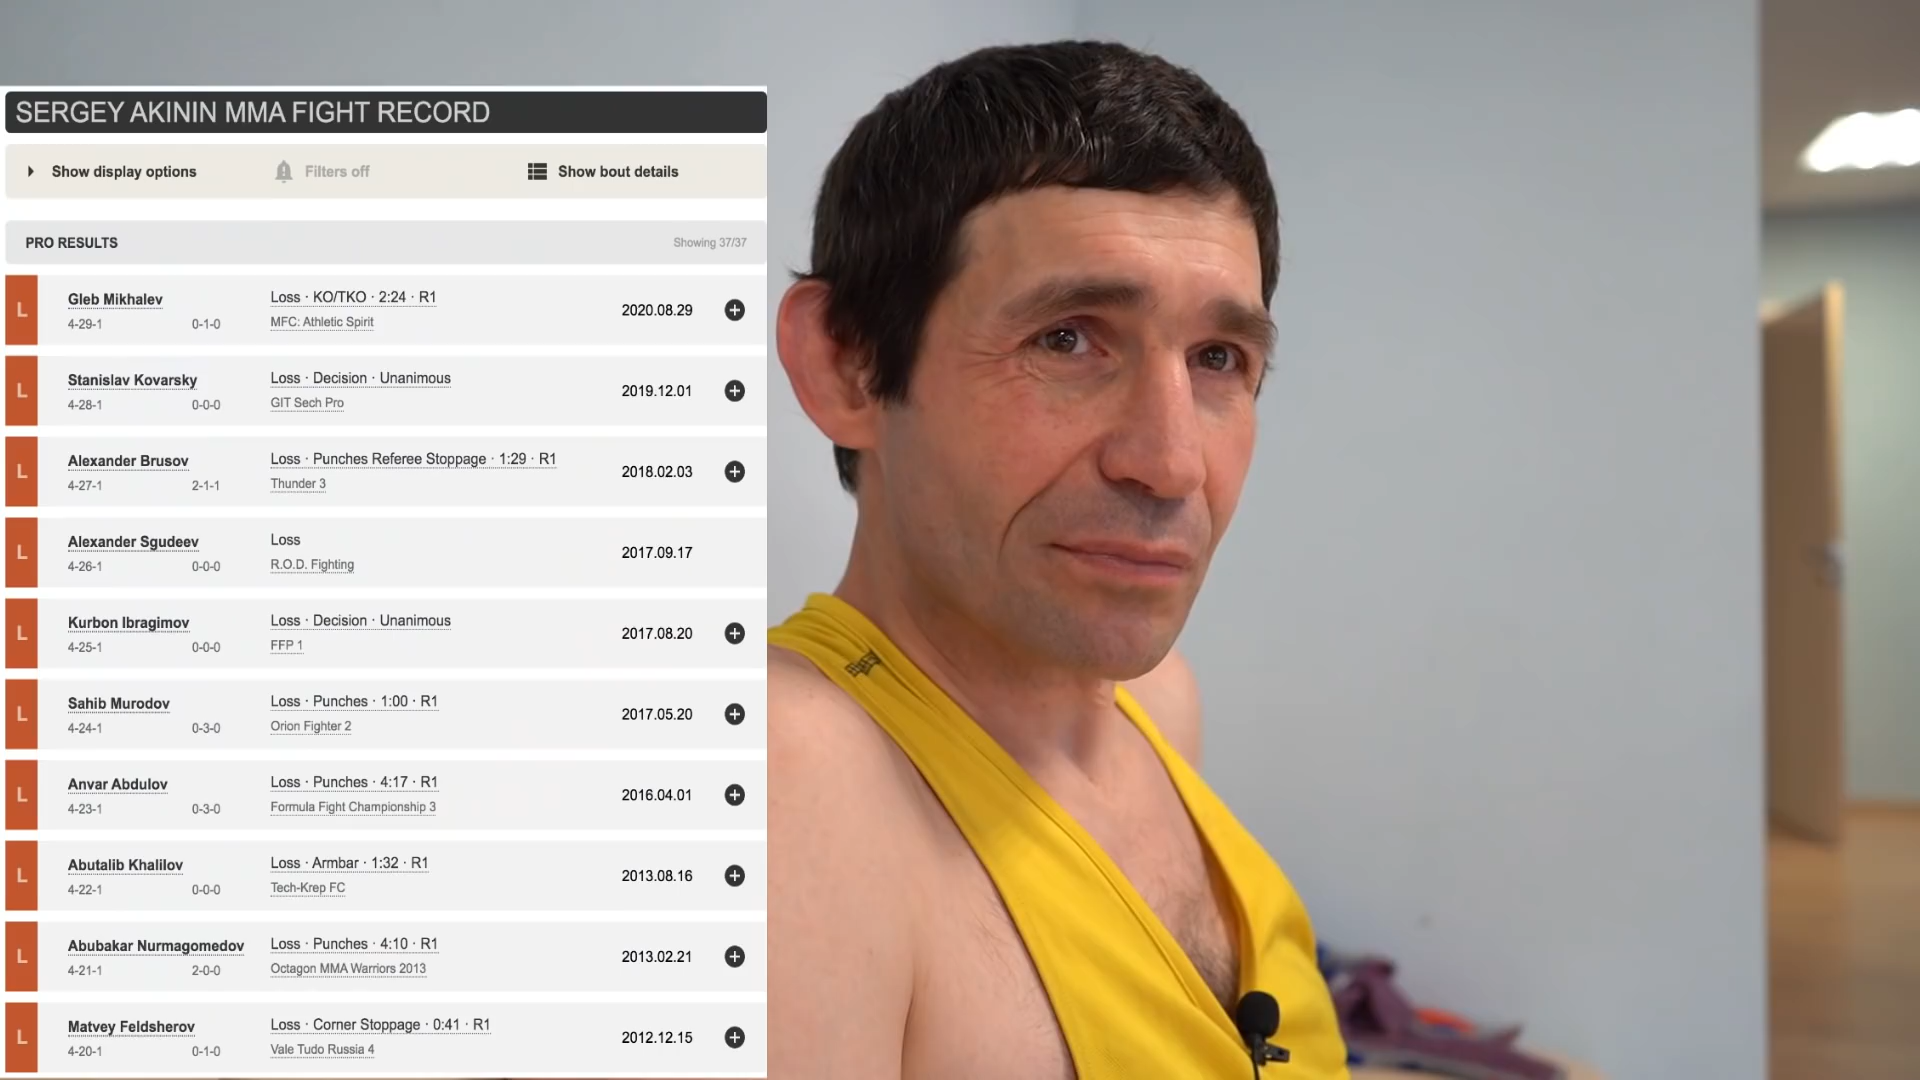 SERGEY AKININ MMA FIGHT RECORD
Show display options Filters off Show bout details
PRO RESULTS Showing 37/37
L
Gleb Mikhalev
4-29-1 0-1-0
Loss · KO/TKO · 2:24 · R1
MFC: Athletic Spirit
2020.08.29
L
Stanislav Kovarsky
4-28-1 0-0-0
Loss · Decision · Unanimous
GIT Sech Pro
2019.12.01
L
Alexander Brusov
4-27-1 2-1-1
Loss · Punches Referee Stoppage · 1:29 · R1
Thunder 3
2018.02.03
L
Alexander Sgudeev
4-26-1 0-0-0
Loss
R.O.D. Fighting
2017.09.17
L
Kurbon Ibragimov
4-25-1 0-0-0
Loss · Decision · Unanimous
FFP 1
2017.08.20
L
Sahib Murodov
4-24-1 0-3-0
Loss · Punches · 1:00 · R1
Orion Fighter 2
2017.05.20
L
Anvar Abdulov
4-23-1 0-3-0
Loss · Punches · 4:17 · R1
Formula Fight Championship 3
2016.04.01
L
Abutalib Khalilov
4-22-1 0-0-0
Loss · Armbar · 1:32 · R1
Tech-Krep FC
2013.08.16
L
Abubakar Nurmagomedov
4-21-1 2-0-0
Loss · Punches · 4:10 · R1
Octagon MMA Warriors 2013
2013.02.21
L
Matvey Feldsherov
4-20-1 0-1-0
Loss · Corner Stoppage · 0:41 · R1
Vale Tudo Russia 4
2012.12.15